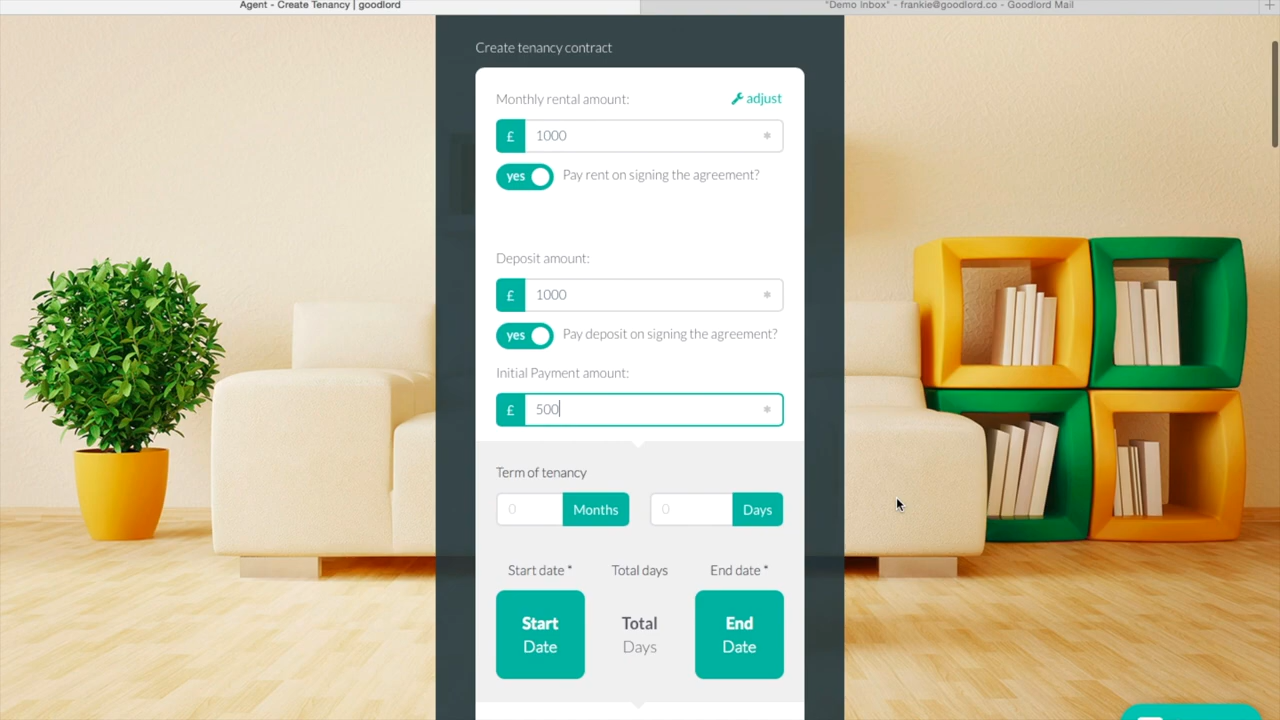 Agent - Create Tenancy | goodlord
"Demo Inbox" - frankie@goodlord.co - Goodlord Mail
+
Create tenancy contract
Monthly rental amount:
adjust
£ 1000 *
yes Pay rent on signing the agreement?
Deposit amount:
£ 1000 *
yes Pay deposit on signing the agreement?
Initial Payment amount:
£ 500 *
Term of tenancy
0 Months 0 Days
Start date * Total days End date *
Start Total End
Date Days Date